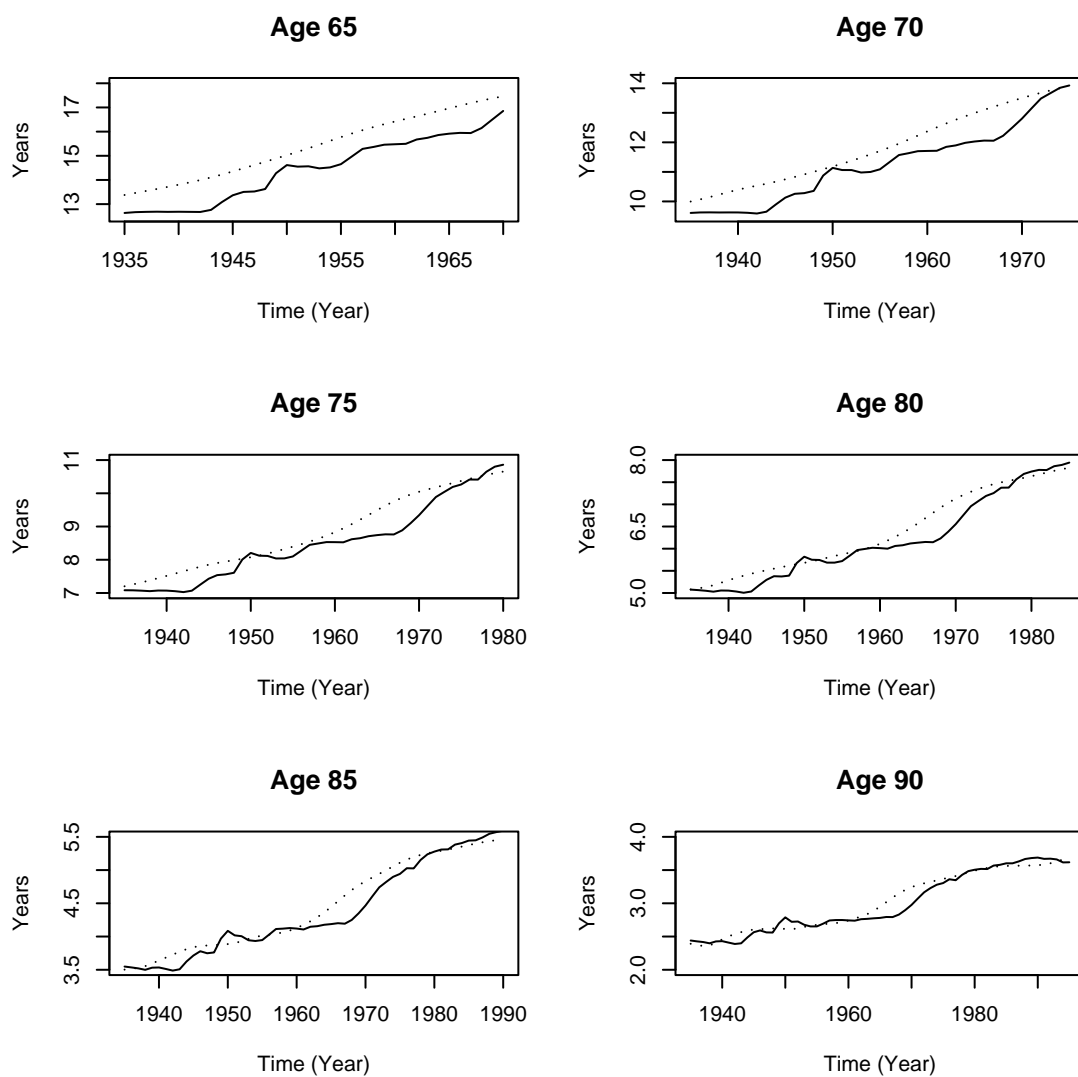 Age 65
Years
13 15 17
1935 1945 1955 1965
Time (Year)
Age 70
Years
10 12 14
1940 1950 1960 1970
Time (Year)
Age 75
Years
7 8 9 11
1940 1950 1960 1970 1980
Time (Year)
Age 80
Years
5.0 6.5 8.0
1940 1950 1960 1970 1980
Time (Year)
Age 85
Years
3.5 4.5 5.5
1940 1950 1960 1970 1980 1990
Time (Year)
Age 90
Years
2.0 3.0 4.0
1940 1960 1980
Time (Year)